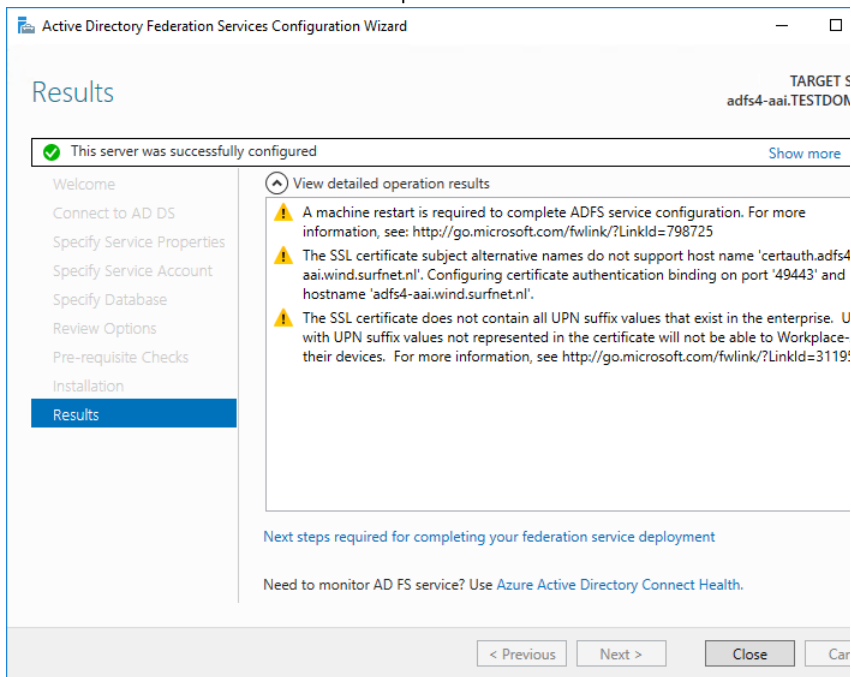 Active Directory Federation Services Configuration Wizard
Results
TARGET S
adfs4-aai.TESTDOM
This server was successfully configured
Show more
Welcome
Connect to AD DS
Specify Service Properties
Specify Service Account
Specify Database
Review Options
Pre-requisite Checks
Installation
Results
View detailed operation results
A machine restart is required to complete ADFS service configuration. For more
information, see: http://go.microsoft.com/fwlink/?LinkId=798725
The SSL certificate subject alternative names do not support host name 'certauth.adfs4
aai.wind.surfnet.nl'. Configuring certificate authentication binding on port '49443' and
hostname 'adfs4-aai.wind.surfnet.nl'.
The SSL certificate does not contain all UPN suffix values that exist in the enterprise. U
with UPN suffix values not represented in the certificate will not be able to Workplace-
their devices. For more information, see http://go.microsoft.com/fwlink/?LinkId=31195
Next steps required for completing your federation service deployment
Need to monitor AD FS service? Use Azure Active Directory Connect Health.
< Previous
Next >
Close
Can